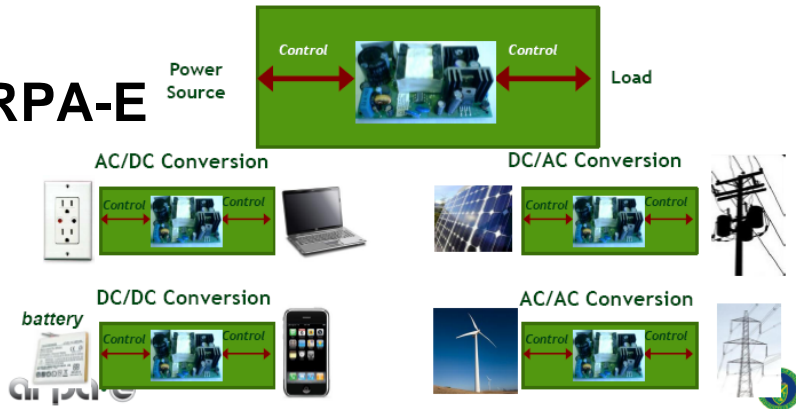 Control
Control
Power
Source
Load
RPA-E
AC/DC Conversion
DC/AC Conversion
Control
Control
Control
Control
DC/DC Conversion
AC/AC Conversion
battery
Control
Control
Control
Control